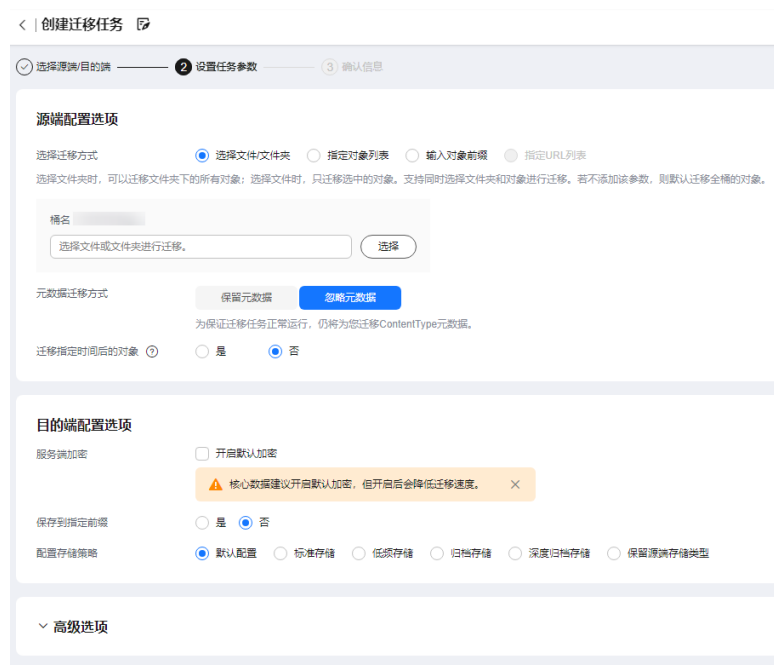 创建迁移任务
选择源端/目的端 2 设置任务参数 3 确认信息
源端配置选项
选择迁移方式 选择文件/文件夹 指定对象列表 输入对象前缀 指定URL列表
选择文件夹时，可以迁移文件夹下的所有对象；选择文件时，只迁移选中的对象。支持同时选择文件夹和对象进行迁移。若不添加该参数，则默认迁移全桶的对象。
桶名
选择文件或文件夹进行迁移。 选择
元数据迁移方式 保留元数据 忽略元数据
为保证迁移任务正常运行，仍将为您迁移ContentType元数据。
迁移指定时间后的对象 ? 是 否
目的端配置选项
服务端加密 开启默认加密
核心数据建议开启默认加密，但开启后会降低迁移速度。
保存到指定前缀 是 否
配置存储策略 默认配置 标准存储 低频存储 归档存储 深度归档存储 保留源端存储类型
高级选项